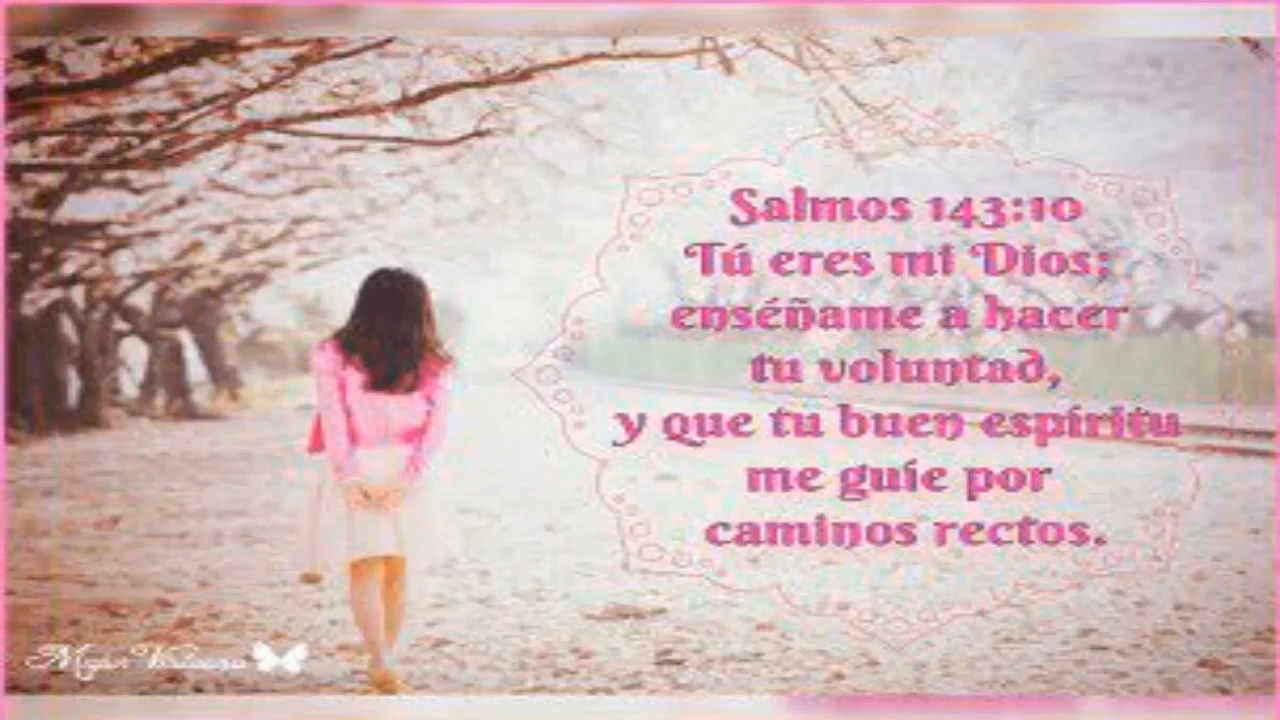 Salmos 143:10
Tú eres mi Dios;
enséñame a hacer
tu voluntad,
y que tu buen espíritu
me guíe por
caminos rectos.